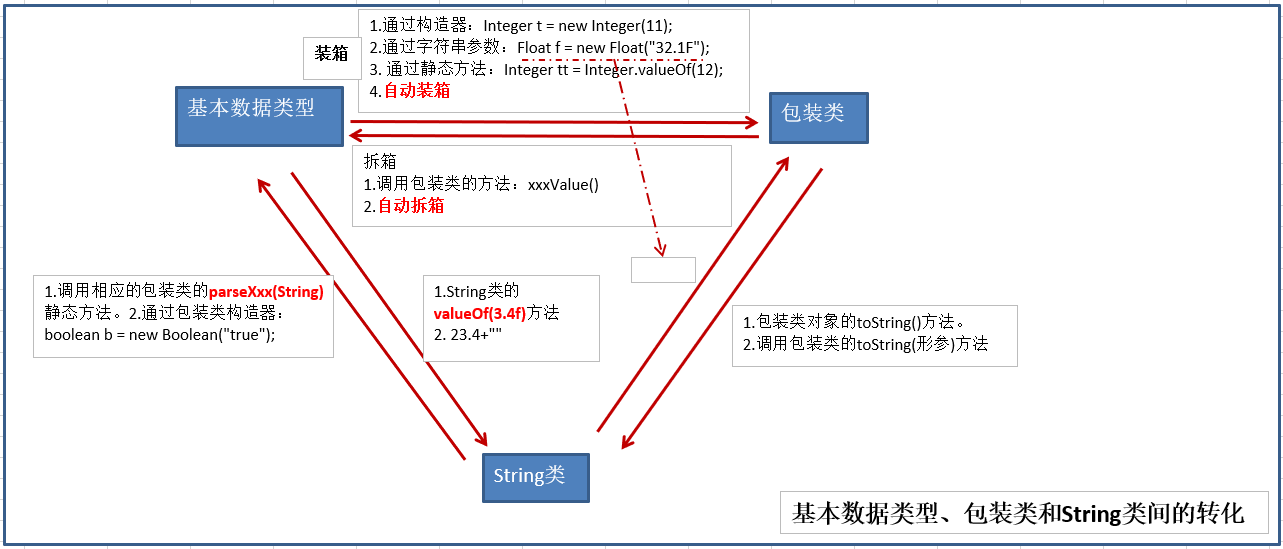 1.通过构造器：Integer t = new Integer(11);
2.通过字符串参数：Float f = new Float("32.1F");
3. 通过静态方法：Integer tt = Integer.valueOf(12);
4.自动装箱
装箱
基本数据类型
包装类
拆箱
1.调用包装类的方法：xxxValue()
2.自动拆箱
1.调用相应的包装类的parseXxx(String)
静态方法。2.通过包装类构造器：
boolean b = new Boolean("true");
1.String类的
valueOf(3.4f)方法
2. 23.4+""
1.包装类对象的toString()方法。
2.调用包装类的toString(形参)方法
String类
基本数据类型、包装类和String类间的转化